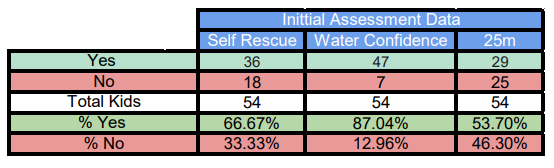 Inittial Assessment Data
Self Rescue Water Confidence 25m
Yes 36 47 29
No 18 7 25
Total Kids 54 54 54
% Yes 66.67% 87.04% 53.70%
% No 33.33% 12.96% 46.30%